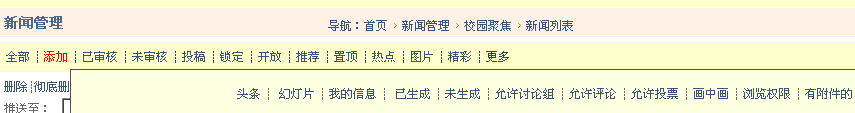 新闻管理 导航：首页 > 新闻管理 > 校园聚焦 > 新闻列表
全部 ┊ 添加 ┊ 已审核 ┊ 未审核 ┊ 投稿 ┊ 锁定 ┊ 开放 ┊ 推荐 ┊ 置顶 ┊ 热点 ┊ 图片 ┊ 精彩 ┊ 更多
删除 ┊彻底删
头条 ┊ 幻灯片 ┊ 我的信息 ┊ 已生成 ┊ 未生成 ┊ 允许讨论组 ┊ 允许评论 ┊ 允许投票 ┊ 画中画 ┊ 浏览权限 ┊ 有附件的
推送至：